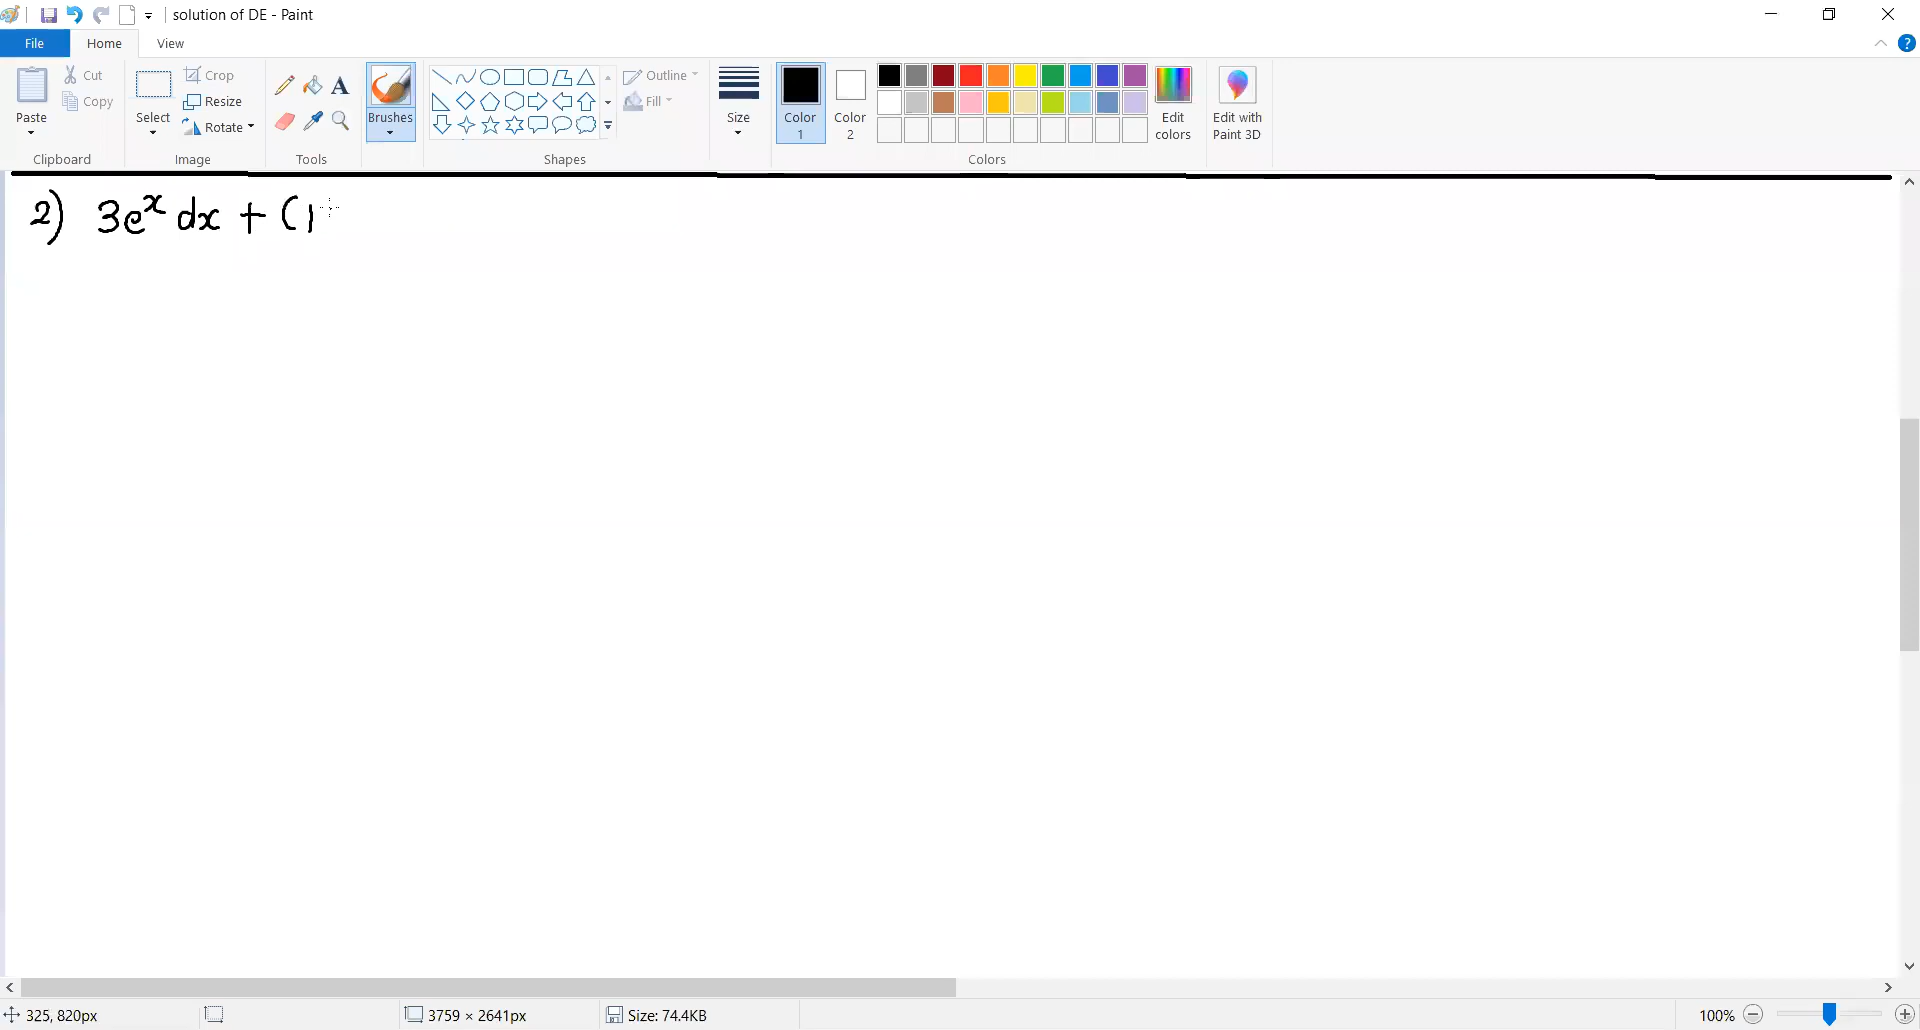 solution of DE - Paint
File Home View
Paste Cut Copy Clipboard
Select Crop Resize Rotate Image
A Tools
Brushes
Outline Fill Shapes
Size
Color 1 Color 2 Edit colors Colors
Edit with Paint 3D
2) 3eˣ dx + (1
325, 820px 3759 × 2641px Size: 74.4KB 100%